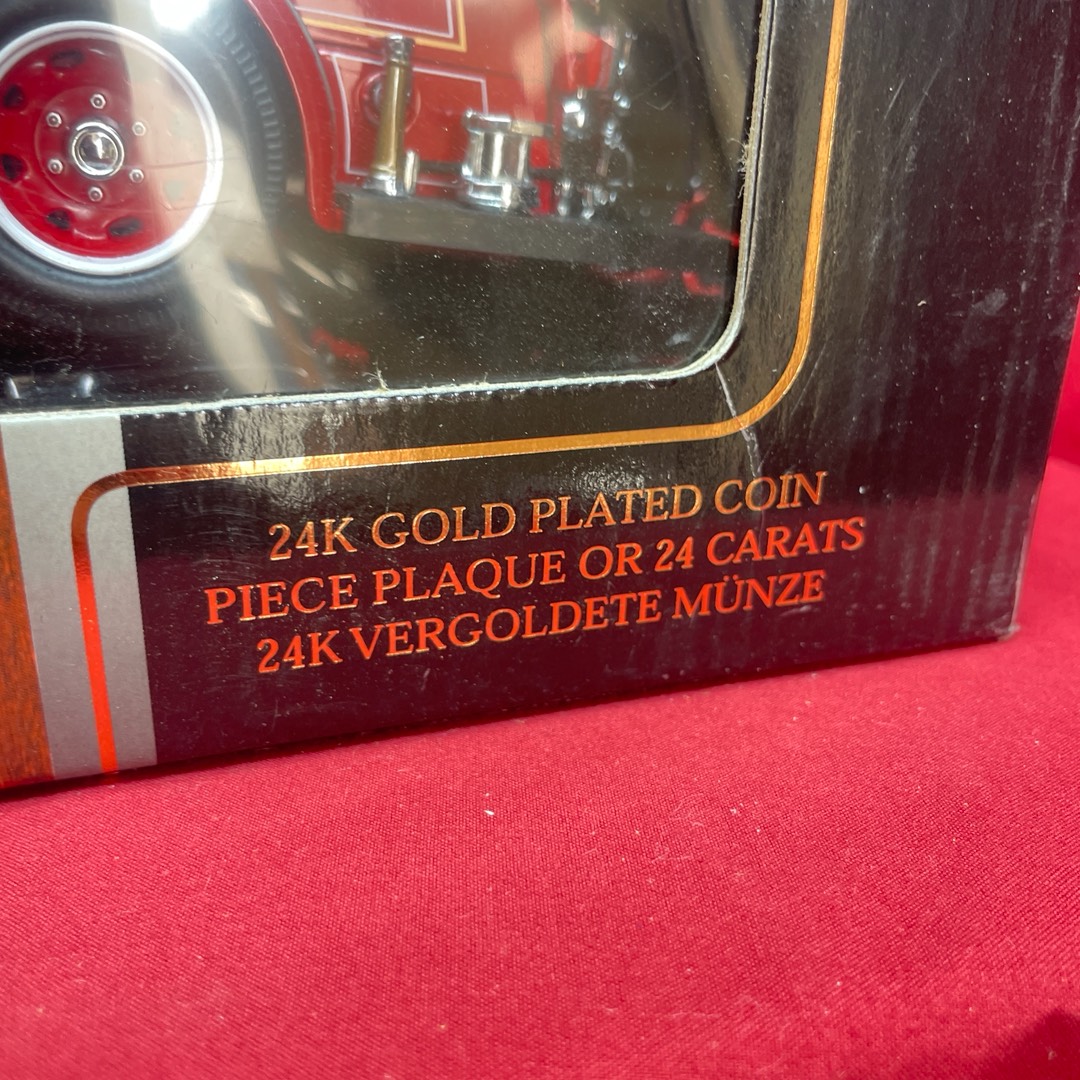 24K GOLD PLATED COIN
PIECE PLAQUE OR 24 CARATS
24K VERGOLDETE MÜNZE